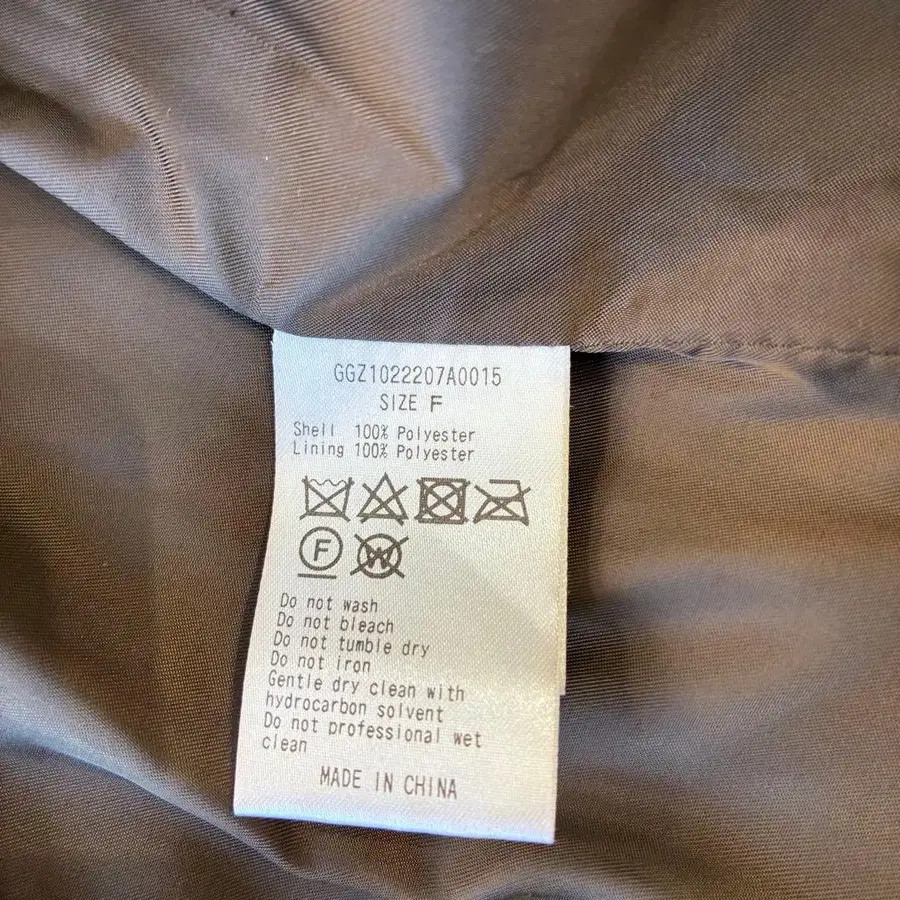 GGZ1022207A0015
SIZE F
Shell 100% Polyester
Lining 100% Polyester
F W
Do not wash
Do not bleach
Do not tumble dry
Do not iron
Gentle dry clean with
hydrocarbon solvent
Do not professional wet
clean
MADE IN CHINA